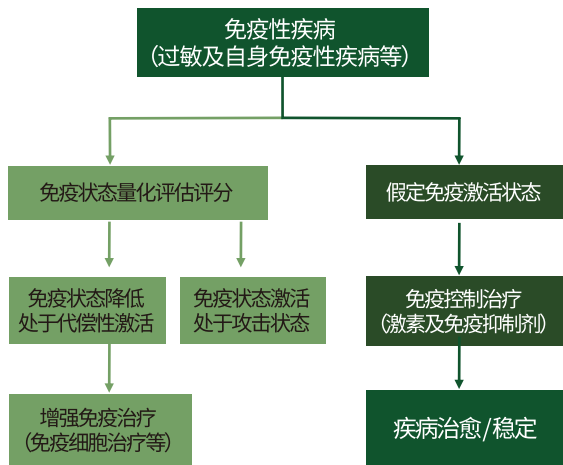 免疫性疾病
（过敏及自身免疫性疾病等）
免疫状态量化评估评分
假定免疫激活状态
免疫状态降低
处于代偿性激活
免疫状态激活
处于攻击状态
免疫控制治疗
（激素及免疫抑制剂）
增强免疫治疗
（免疫细胞治疗等）
疾病治愈/稳定